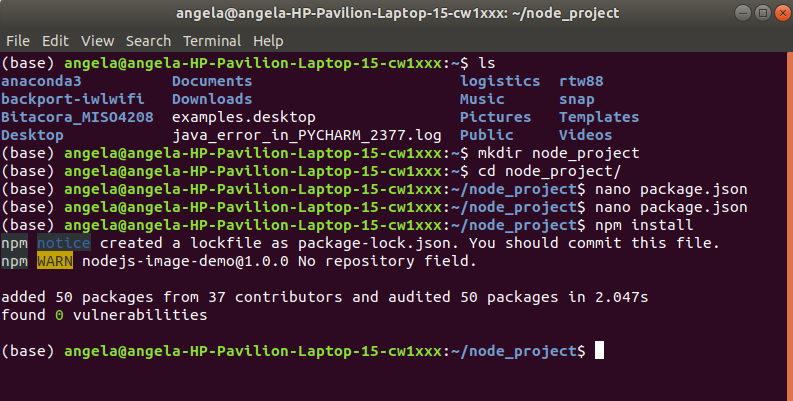 angela@angela-HP-Pavilion-Laptop-15-cw1xxx: ~/node_project
File Edit View Search Terminal Help
(base) angela@angela-HP-Pavilion-Laptop-15-cw1xxx:~$ ls
anaconda3 Documents logistics rtw88
backport-iwlwifi Downloads Music snap
Bitacora_MISO4208 examples.desktop Pictures Templates
Desktop java_error_in_PYCHARM_2377.log Public Videos
(base) angela@angela-HP-Pavilion-Laptop-15-cw1xxx:~$ mkdir node_project
(base) angela@angela-HP-Pavilion-Laptop-15-cw1xxx:~$ cd node_project/
(base) angela@angela-HP-Pavilion-Laptop-15-cw1xxx:~/node_project$ nano package.json
(base) angela@angela-HP-Pavilion-Laptop-15-cw1xxx:~/node_project$ nano package.json
(base) angela@angela-HP-Pavilion-Laptop-15-cw1xxx:~/node_project$ npm install
npm notice created a lockfile as package-lock.json. You should commit this file.
npm WARN nodejs-image-demo@1.0.0 No repository field.
added 50 packages from 37 contributors and audited 50 packages in 2.047s
found 0 vulnerabilities
(base) angela@angela-HP-Pavilion-Laptop-15-cw1xxx:~/node_project$